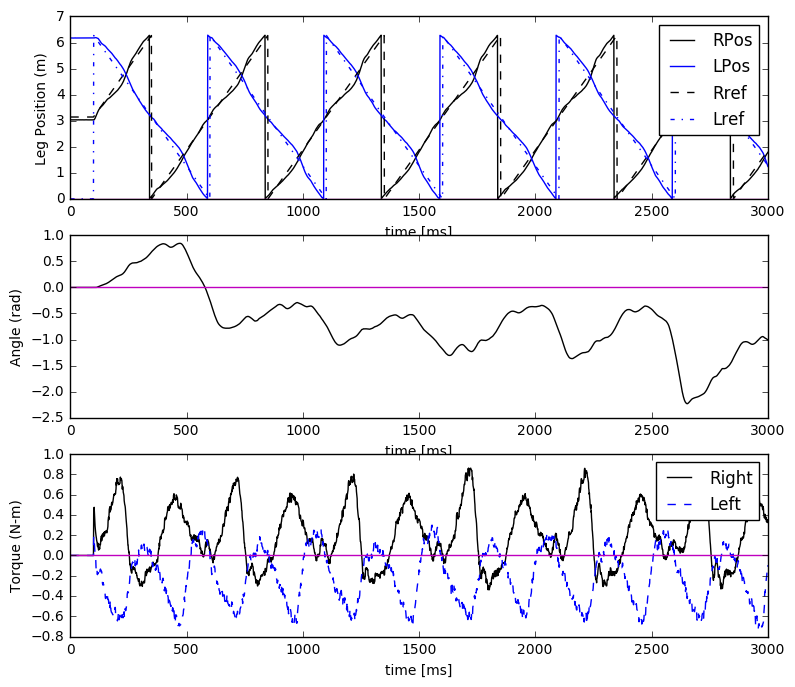 7
6
5
4
3
2
1
0
Leg Position (m)
RPos
LPos
Rref
Lref
0 500 1000 1500 2000 2500 3000
time [ms]
1.0
0.5
0.0
−0.5
−1.0
−1.5
−2.0
−2.5
Angle (rad)
0 500 1000 1500 2000 2500 3000
time [ms]
1.0
0.8
0.6
0.4
0.2
0.0
−0.2
−0.4
−0.6
−0.8
Torque (N-m)
Right
Left
0 500 1000 1500 2000 2500 3000
time [ms]